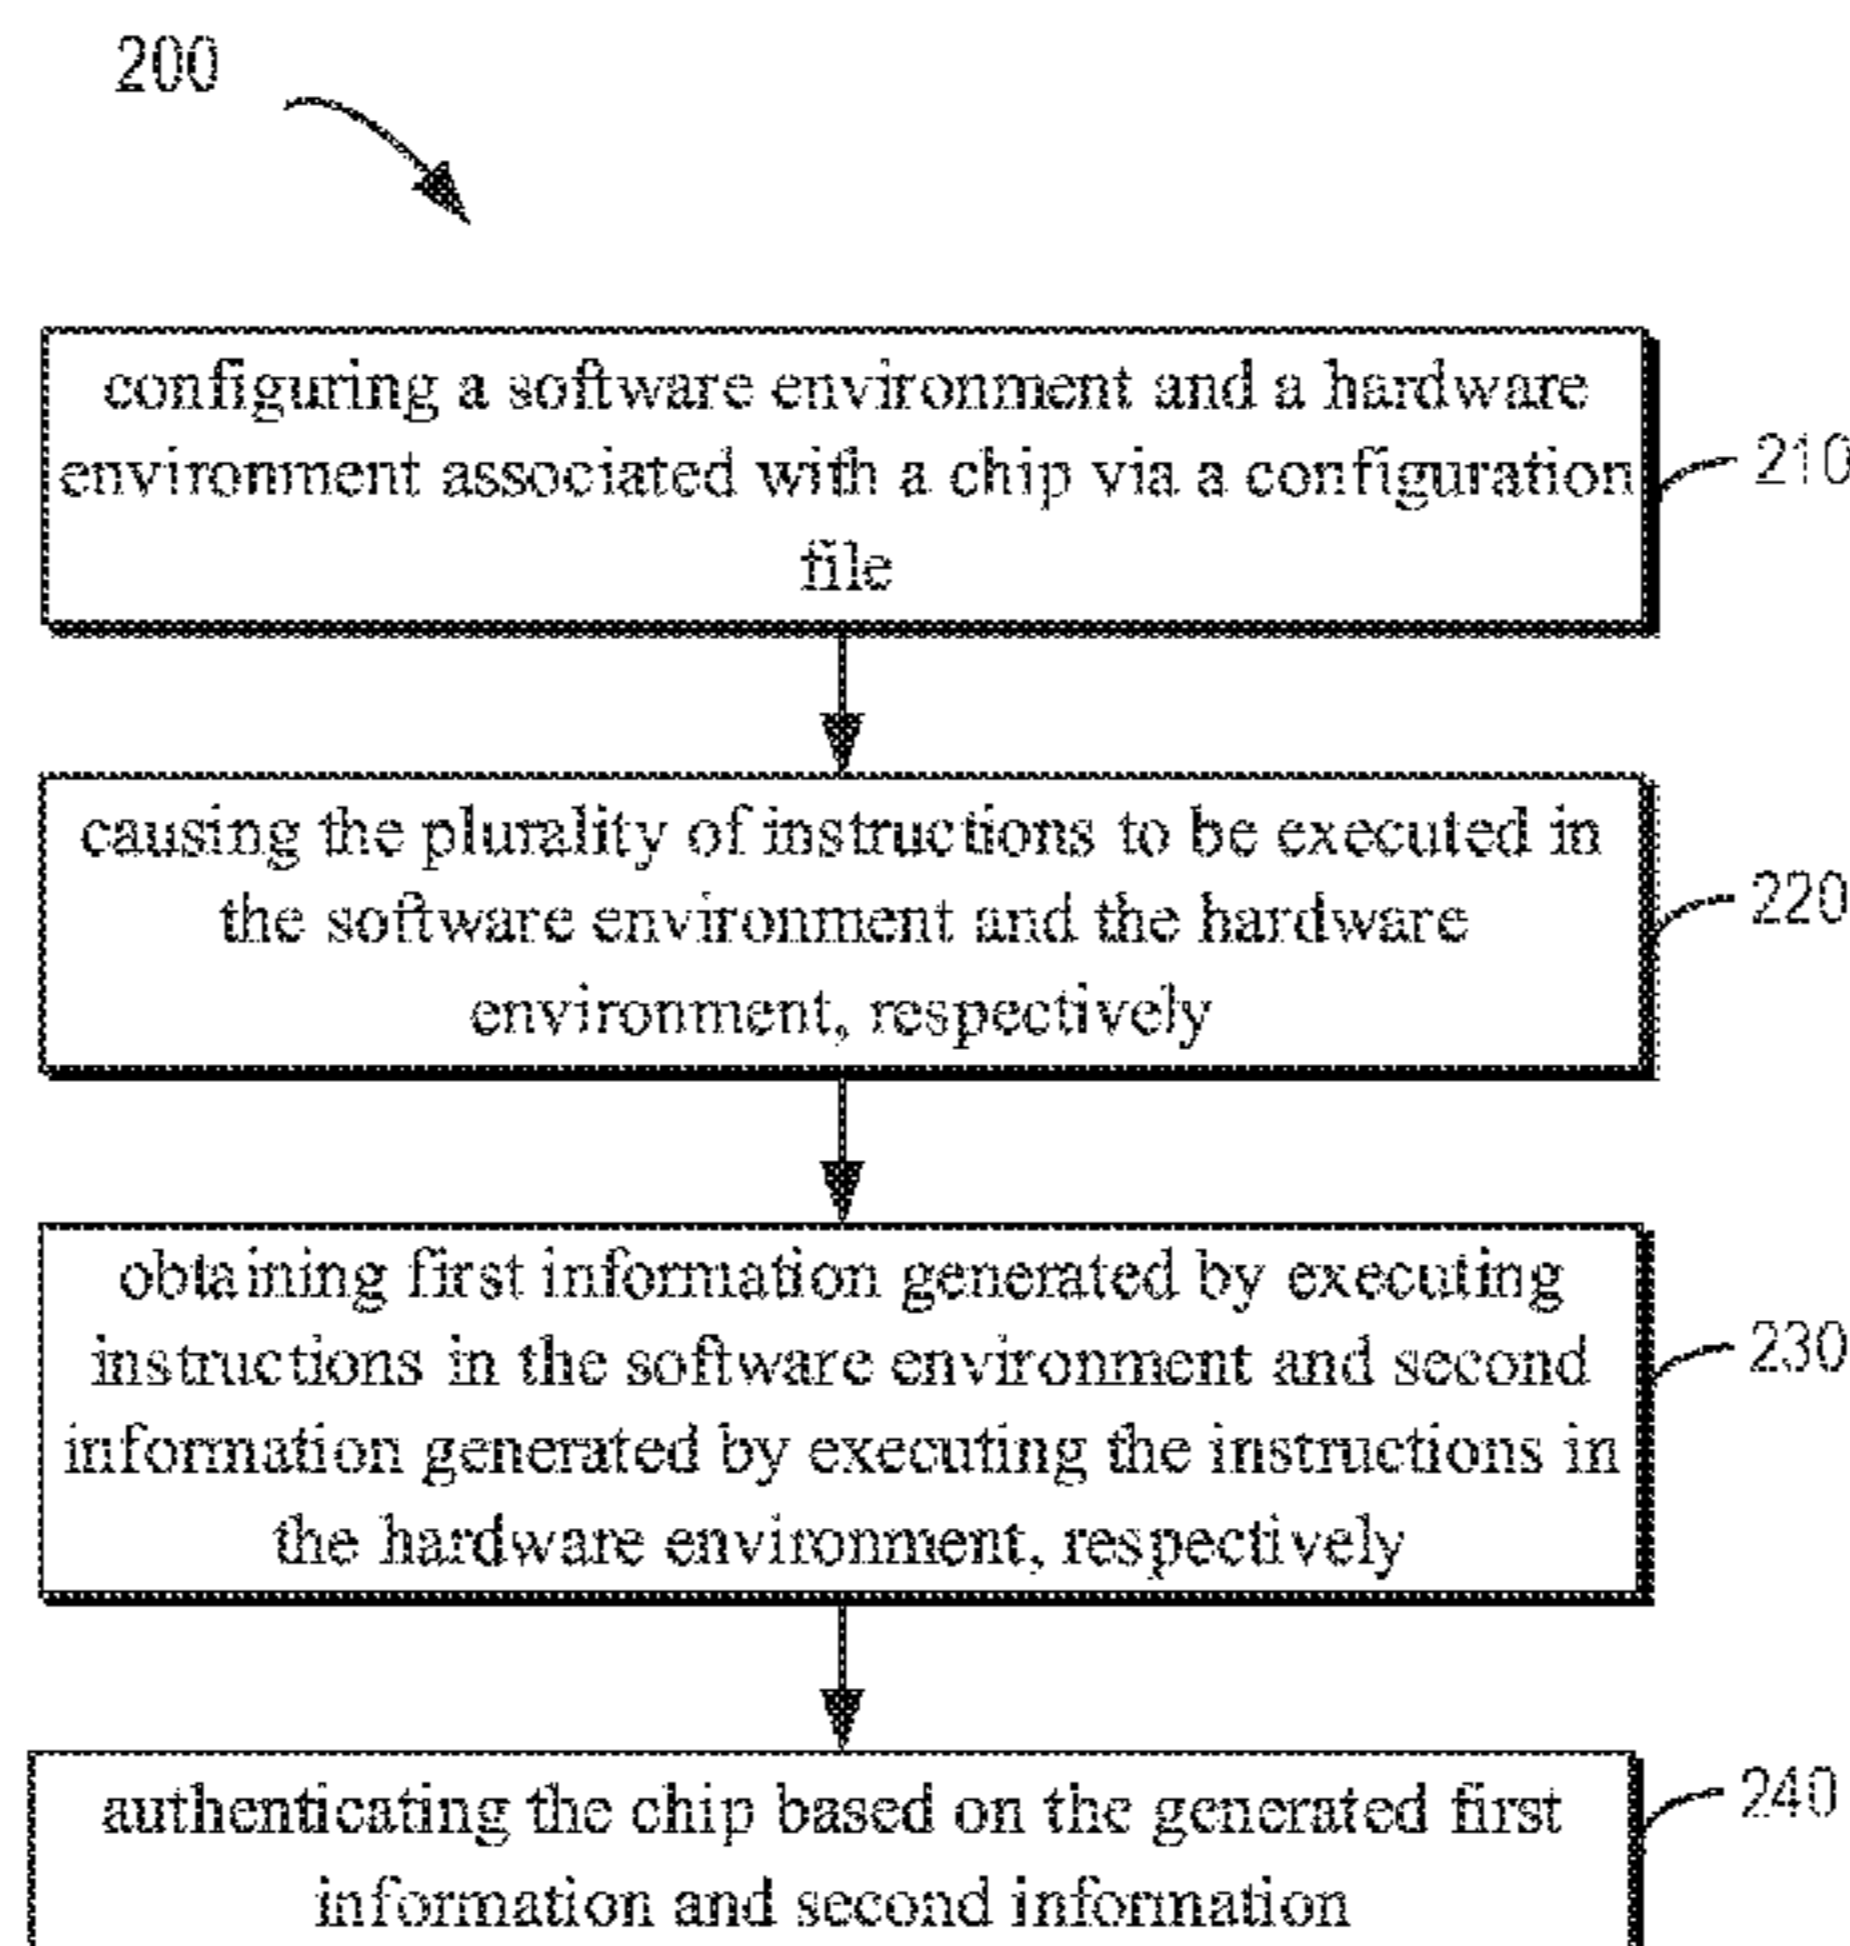 200
configuring a software environment and a hardware
environment associated with a chip via a configuration
file
210
causing the plurality of instructions to be executed in
the software environment and the hardware
environment, respectively
220
obtaining first information generated by executing
instructions in the software environment and second
information generated by executing the instructions in
the hardware environment, respectively
230
authenticating the chip based on the generated first
information and second information
240